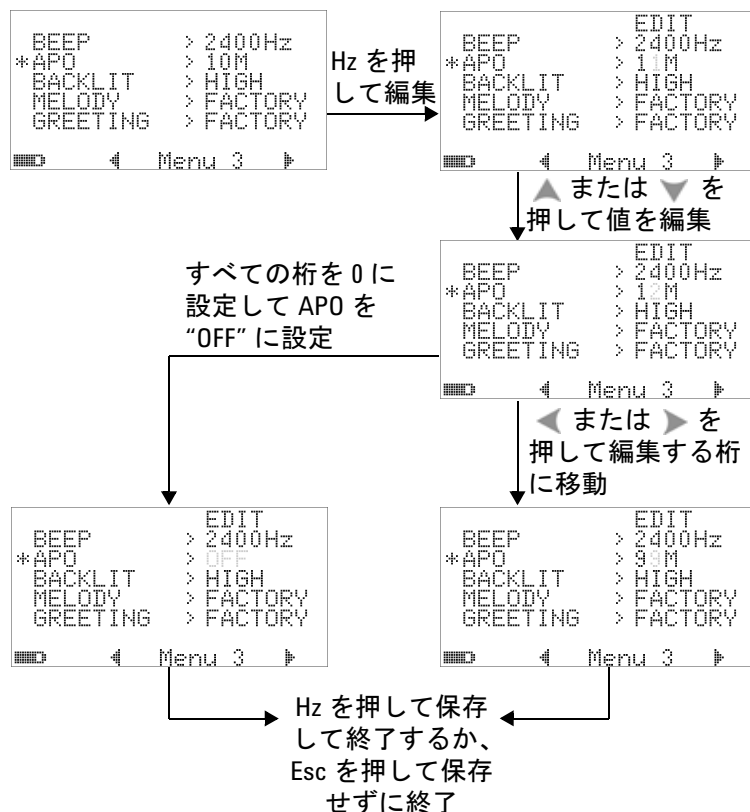 BEEP > 2400Hz
*APO > 10M
BACKLIT > HIGH
MELODY > FACTORY
GREETING > FACTORY
Menu 3
Hz を押
して編集
EDIT
BEEP > 2400Hz
*APO > 11M
BACKLIT > HIGH
MELODY > FACTORY
GREETING > FACTORY
Menu 3
または を
押して値を編集
EDIT
BEEP > 2400Hz
*APO > 12M
BACKLIT > HIGH
MELODY > FACTORY
GREETING > FACTORY
Menu 3
すべての桁を 0 に
設定して APO を
“OFF” に設定
または を
押して編集する桁
に移動
EDIT
BEEP > 2400Hz
*APO > OFF
BACKLIT > HIGH
MELODY > FACTORY
GREETING > FACTORY
Menu 3
EDIT
BEEP > 2400Hz
*APO > 99M
BACKLIT > HIGH
MELODY > FACTORY
GREETING > FACTORY
Menu 3
Hz を押して保存
して終了するか、
Esc を押して保存
せずに終了